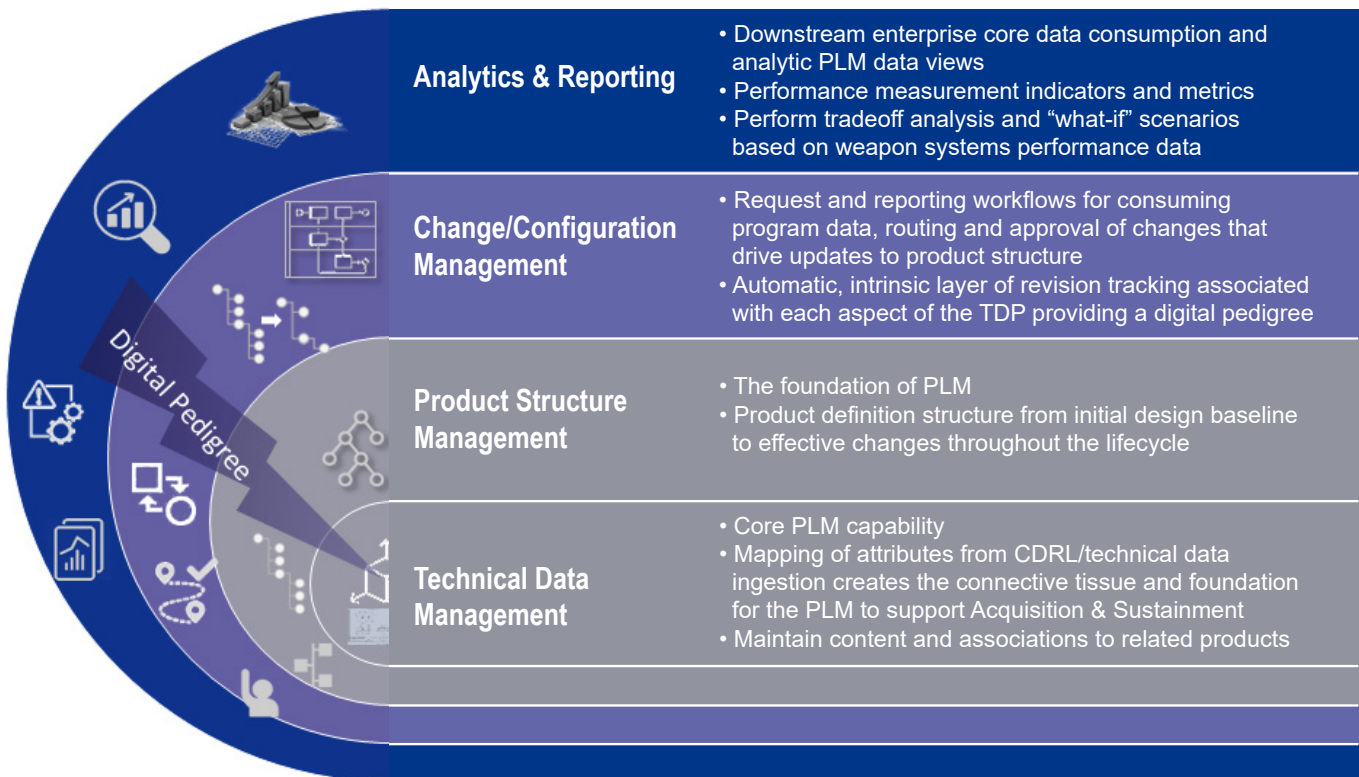 Analytics & Reporting
• Downstream enterprise core data consumption and
analytic PLM data views
• Performance measurement indicators and metrics
• Perform tradeoff analysis and “what-if” scenarios
based on weapon systems performance data
Change/Configuration
Management
• Request and reporting workflows for consuming
program data, routing and approval of changes that
drive updates to product structure
• Automatic, intrinsic layer of revision tracking associated
with each aspect of the TDP providing a digital pedigree
Digital Pedigree
Product Structure
Management
• The foundation of PLM
• Product definition structure from initial design baseline
to effective changes throughout the lifecycle
Technical Data
Management
• Core PLM capability
• Mapping of attributes from CDRL/technical data
ingestion creates the connective tissue and foundation
for the PLM to support Acquisition & Sustainment
• Maintain content and associations to related products